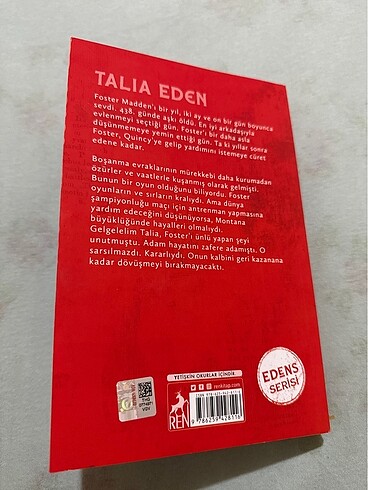 TALIA EDEN
Foster Madden'ı bir yıl, iki ay ve on bir gün boyunca
sevdi. 438. günde aşkı öldü. En iyi arkadaşıyla
evlenmeyi seçtiği gün. Foster'ı bir daha asla
düşünmemeye yemin ettiği gün. Ta ki yıllar sonra
Foster, Quincy'ye gelip yardımını istemeye cüret
edene kadar.
Boşanma evraklarının mürekkebi daha kurumadan
özürler ve vaatlerle kuşanmış olarak gelmişti.
Bunun bir oyun olduğunu biliyordu. Foster
oyunların ve sırların kralıydı. Ama dünya
şampiyonluğu maçı için antrenman yapmasına
yardım edeceğini düşünüyorsa, Montana
büyüklüğünde hayalleri olmalıydı.
Gelgelelim Talia, Foster'ı ünlü yapan şeyi
unutmuştu. Adam hayatını zafere adamıştı. O
sarsılmazdı. Kararlıydı. Onun kalbini geri kazanana
kadar dövüşmeyi bırakmayacaktı.
EDENS
SERİSİ
YETİŞKİN OKURLAR İÇİNDİR.
renkitap.com
REN
9 786259 428116